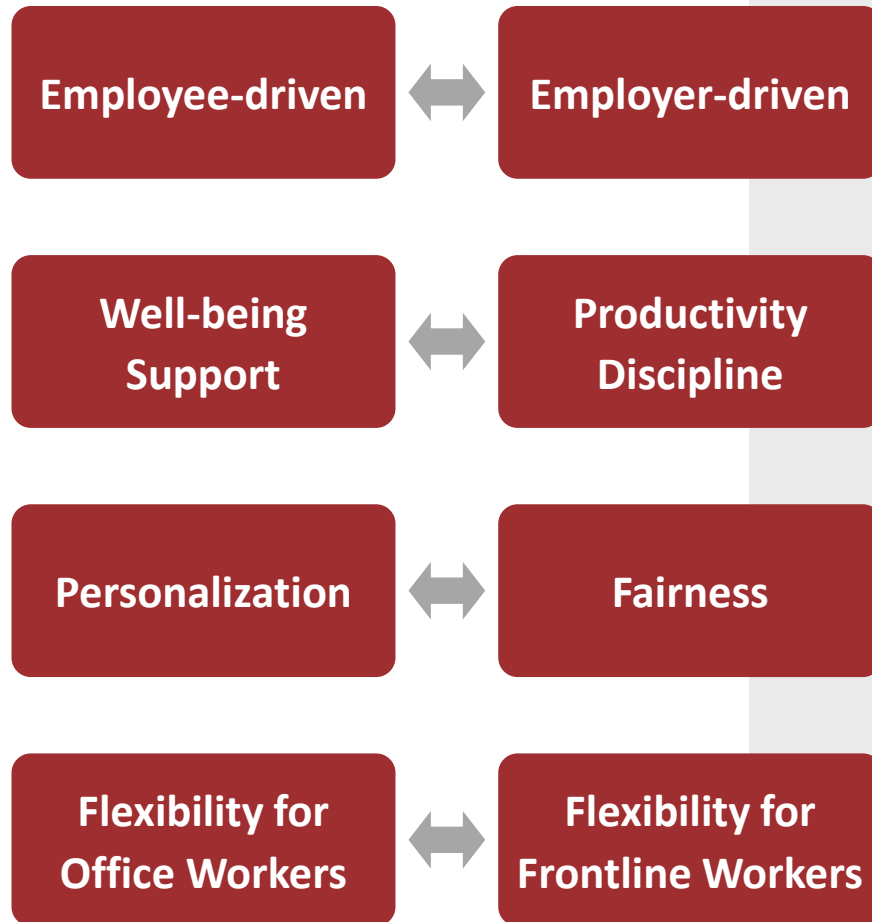 Employee-driven
Employer-driven
Well-being
Support
Productivity
Discipline
Personalization
Fairness
Flexibility for
Office Workers
Flexibility for
Frontline Workers